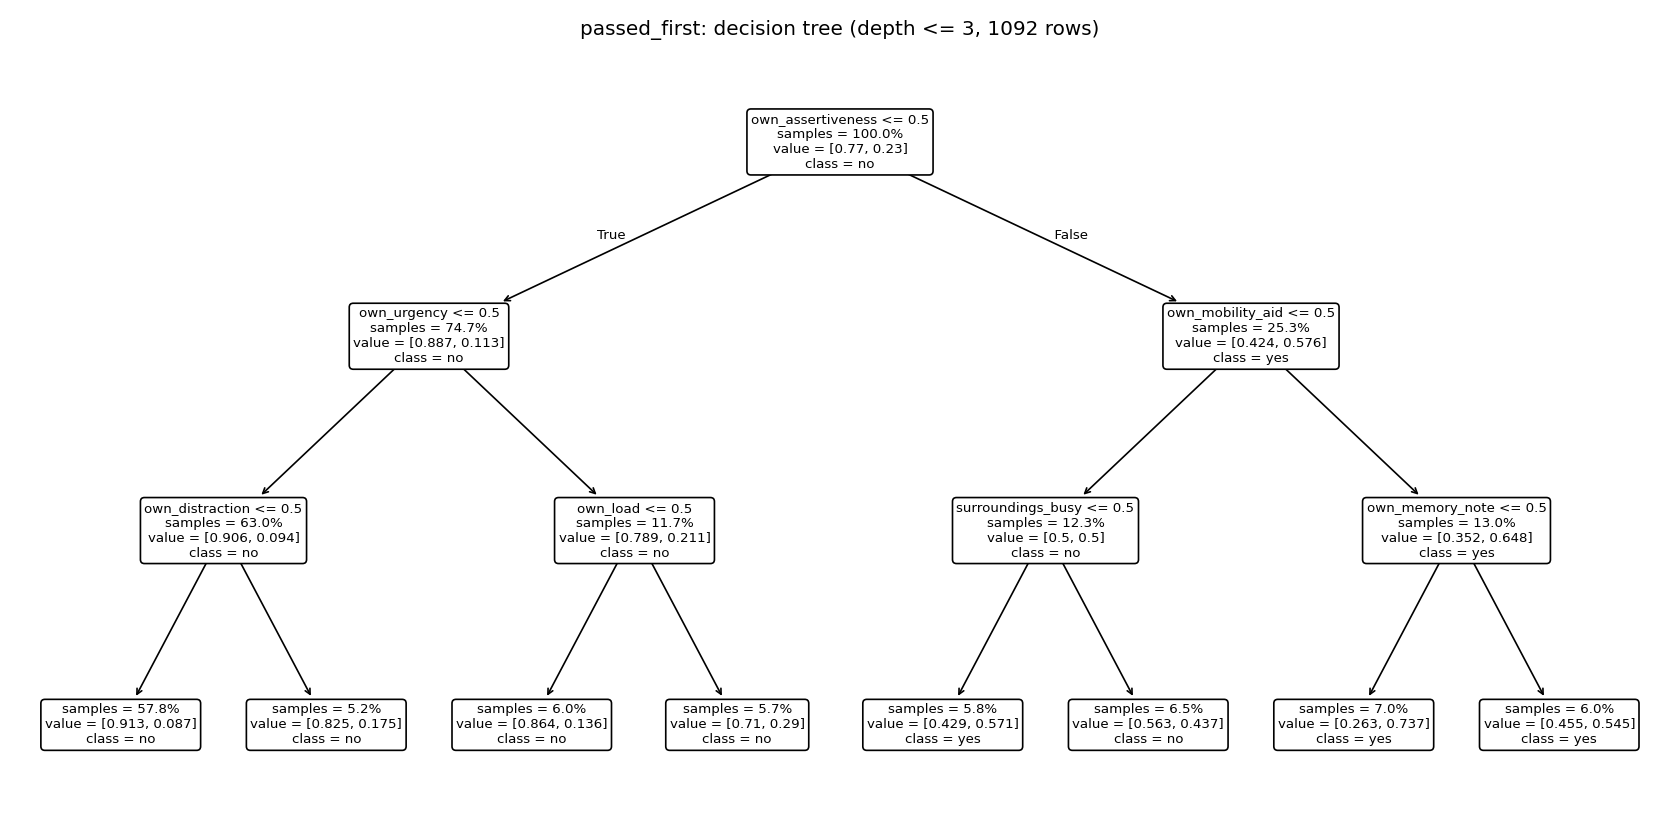 passed_first: decision tree (depth <= 3, 1092 rows)
own_assertiveness <= 0.5
samples = 100.0%
value = [0.77, 0.23]
class = no
True
False
own_urgency <= 0.5
samples = 74.7%
value = [0.887, 0.113]
class = no
own_mobility_aid <= 0.5
samples = 25.3%
value = [0.424, 0.576]
class = yes
own_distraction <= 0.5
samples = 63.0%
value = [0.906, 0.094]
class = no
own_load <= 0.5
samples = 11.7%
value = [0.789, 0.211]
class = no
surroundings_busy <= 0.5
samples = 12.3%
value = [0.5, 0.5]
class = no
own_memory_note <= 0.5
samples = 13.0%
value = [0.352, 0.648]
class = yes
samples = 57.8%
value = [0.913, 0.087]
class = no
samples = 5.2%
value = [0.825, 0.175]
class = no
samples = 6.0%
value = [0.864, 0.136]
class = no
samples = 5.7%
value = [0.71, 0.29]
class = no
samples = 5.8%
value = [0.429, 0.571]
class = yes
samples = 6.5%
value = [0.563, 0.437]
class = no
samples = 7.0%
value = [0.263, 0.737]
class = yes
samples = 6.0%
value = [0.455, 0.545]
class = yes